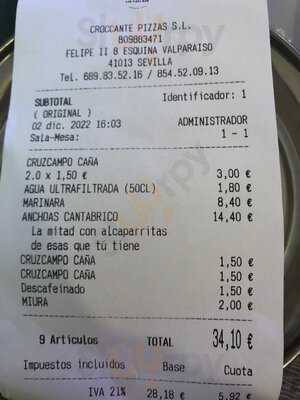 CROCCANTE PIZZAS S.L.
B09883471
FELIPE II 8 ESQUINA VALPARAISO
41013 SEVILLA
Tel. 689.83.52.16 / 854.52.09.13
SUBTOTAL Identificador: 1
( ORIGINAL )
02 dic. 2022 16:03 ADMINISTRADOR
Sala-Mesa: 1 - 1
CRUZCAMPO CAÑA
2.0 x 1,50 € 3,00 €
AGUA ULTRAFILTRADA (50CL) 1,80 €
MARINARA 8,40 €
ANCHOAS CANTABRICO 14,40 €
La mitad con alcaparritas
de esas que tú tiene
CRUZCAMPO CAÑA 1,50 €
CRUZCAMPO CAÑA 1,50 €
Descafeinado 1,50 €
MIURA 2,00 €
9 Artículos TOTAL 34,10 €
Impuestos incluidos Base Cuota
IVA 21% 28,18 € 5,92 €